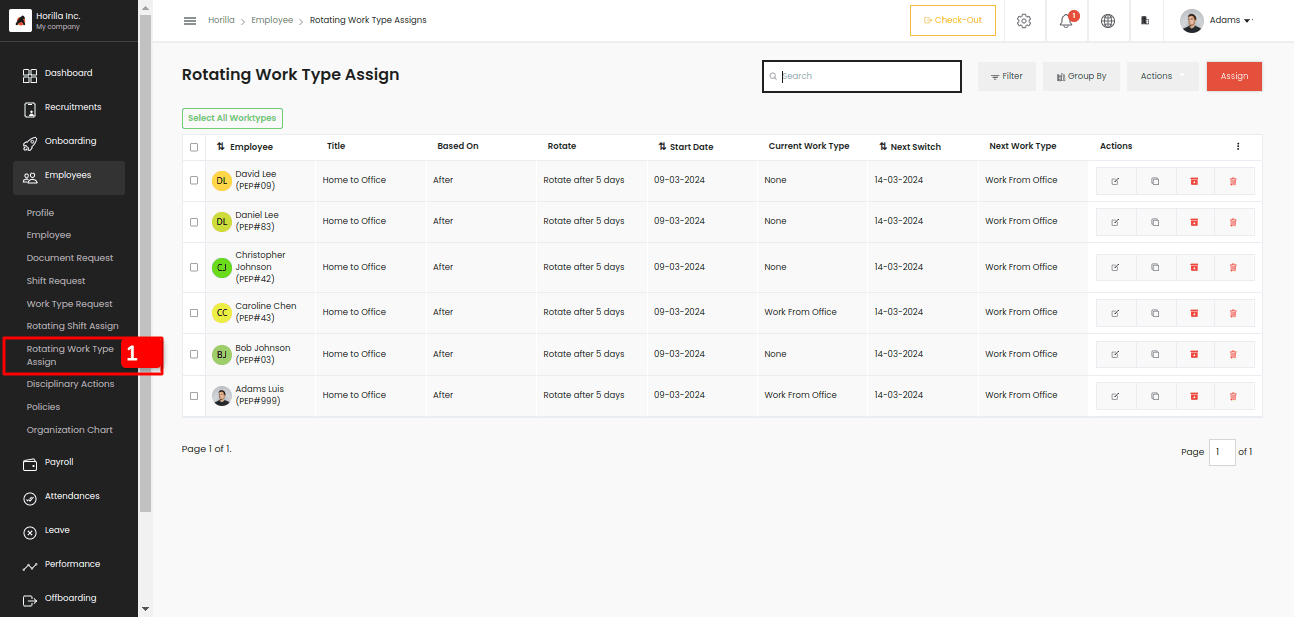 Horilla Inc.
My company
Dashboard
Recruitments
Onboarding
Employees
Profile
Employee
Document Request
Shift Request
Work Type Request
Rotating Shift Assign
Rotating Work Type
Assign
1
Disciplinary Actions
Policies
Organization Chart
Payroll
Attendances
Leave
Performance
Offboarding
Horilla > Employee > Rotating Work Type Assigns
Check-Out
1
Adams
Rotating Work Type Assign
Search
Filter
Group By
Actions
Assign
Select All Worktypes
Employee Title Based On Rotate Start Date Current Work Type Next Switch Next Work Type Actions
DL David Lee (PEP#09) Home to Office After Rotate after 5 days 09-03-2024 None 14-03-2024 Work From Office
DL Daniel Lee (PEP#83) Home to Office After Rotate after 5 days 09-03-2024 None 14-03-2024 Work From Office
CJ Christopher Johnson (PEP#42) Home to Office After Rotate after 5 days 09-03-2024 None 14-03-2024 Work From Office
CC Caroline Chen (PEP#43) Home to Office After Rotate after 5 days 09-03-2024 Work From Office 14-03-2024 Work From Office
BJ Bob Johnson (PEP#03) Home to Office After Rotate after 5 days 09-03-2024 None 14-03-2024 Work From Office
Adams Luis (PEP#999) Home to Office After Rotate after 5 days 09-03-2024 Work From Office 14-03-2024 Work From Office
Page 1 of 1.
Page 1 of 1